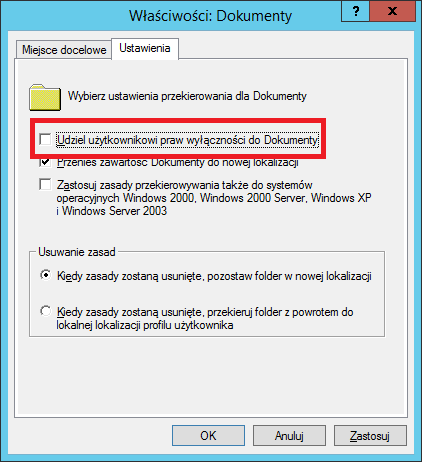 Właściwości: Dokumenty
?
x
Miejsce docelowe
Ustawienia
Wybierz ustawienia przekierowania dla Dokumenty
Udziel użytkownikowi praw wyłączności do Dokumenty
Przenieś zawartość Dokumenty do nowej lokalizacji
Zastosuj zasady przekierowywania także do systemów
operacyjnych Windows 2000, Windows 2000 Server, Windows XP
i Windows Server 2003
Usuwanie zasad
Kiedy zasady zostaną usunięte, pozostaw folder w nowej lokalizacji
Kiedy zasady zostaną usunięte, przekieruj folder z powrotem do
lokalnej lokalizacji profilu użytkownika
OK
Anuluj
Zastosuj